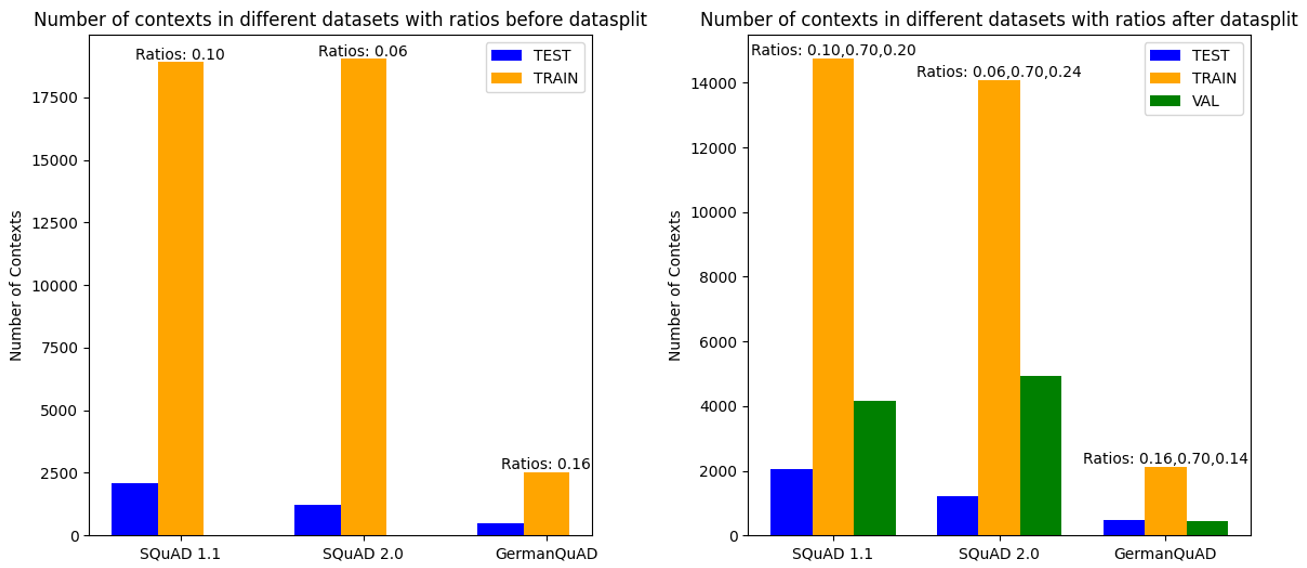 Number of contexts in different datasets with ratios before datasplit
Ratios: 0.10
Ratios: 0.06
Ratios: 0.16
TEST
TRAIN
Number of Contexts
17500
15000
12500
10000
7500
5000
2500
0
SQuAD 1.1
SQuAD 2.0
GermanQuAD
Number of contexts in different datasets with ratios after datasplit
Ratios: 0.10,0.70,0.20
Ratios: 0.06,0.70,0.24
Ratios: 0.16,0.70,0.14
TEST
TRAIN
VAL
Number of Contexts
14000
12000
10000
8000
6000
4000
2000
0
SQuAD 1.1
SQuAD 2.0
GermanQuAD